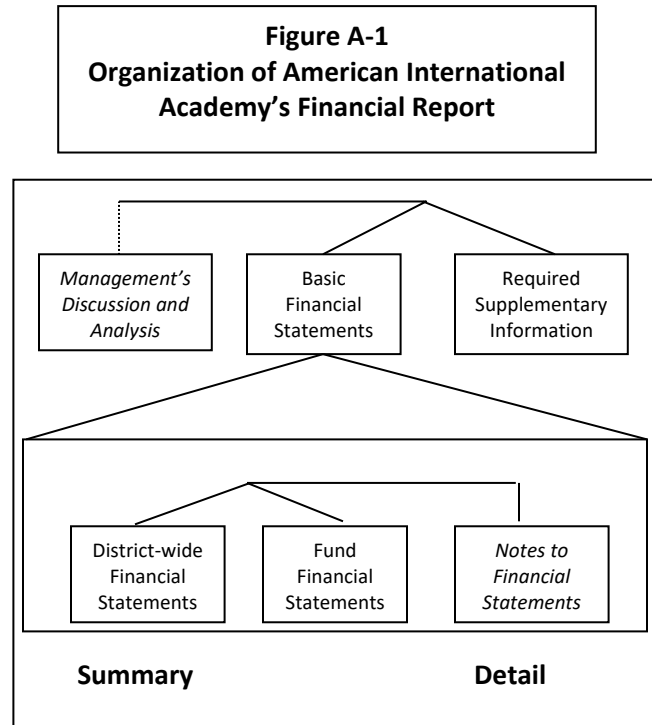 Figure A-1
Organization of American International
Academy’s Financial Report
Management’s
Discussion and
Analysis
Basic
Financial
Statements
Required
Supplementary
Information
District-wide
Financial
Statements
Fund
Financial
Statements
Notes to
Financial
Statements
Summary
Detail